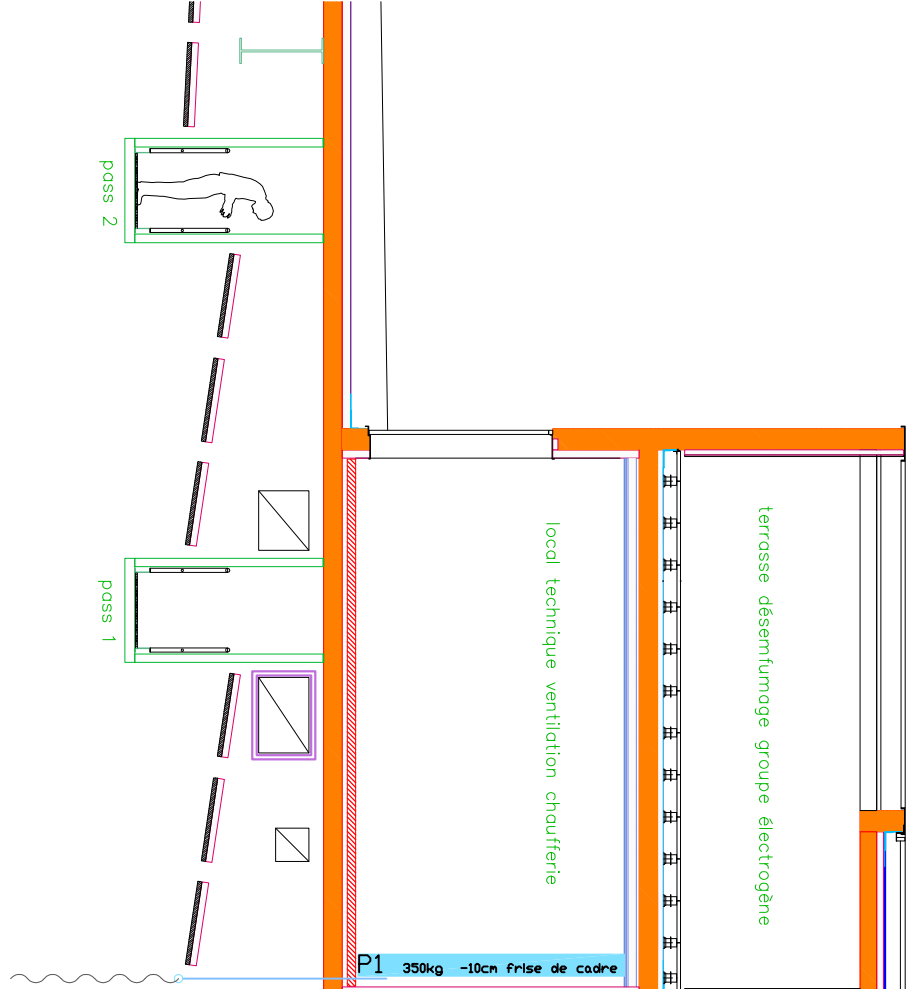 pass 2
pass 1
local technique ventilation chaufferie
terrasse désemfumage groupe électrogène
P1 350kg -10cm frise de cadre